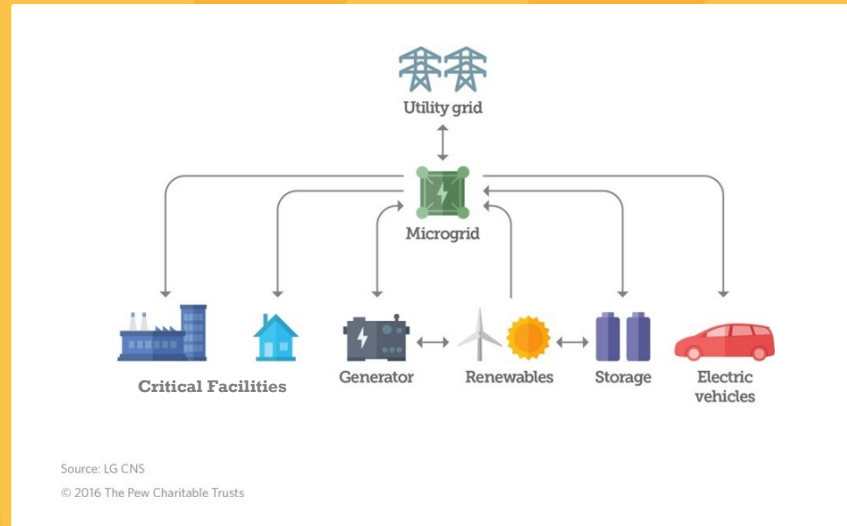 Utility grid
Microgrid
Critical Facilities
Generator
Renewables
Storage
Electric
vehicles
Source: LG CNS
© 2016 The Pew Charitable Trusts